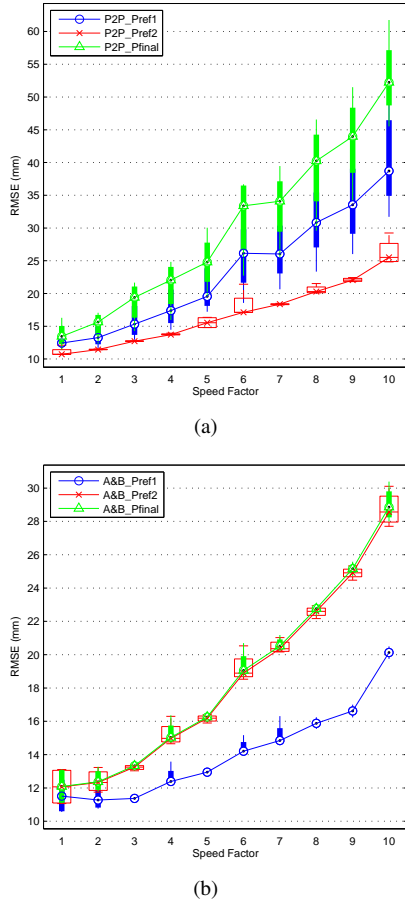 P2P_Pref1
P2P_Pref2
P2P_Pfinal
60
55
50
45
40
35
30
25
20
15
10
RMSE (mm)
1 2 3 4 5 6 7 8 9 10
Speed Factor
(a)
A&B_Pref1
A&B_Pref2
A&B_Pfinal
30
28
26
24
22
20
18
16
14
12
10
RMSE (mm)
1 2 3 4 5 6 7 8 9 10
Speed Factor
(b)